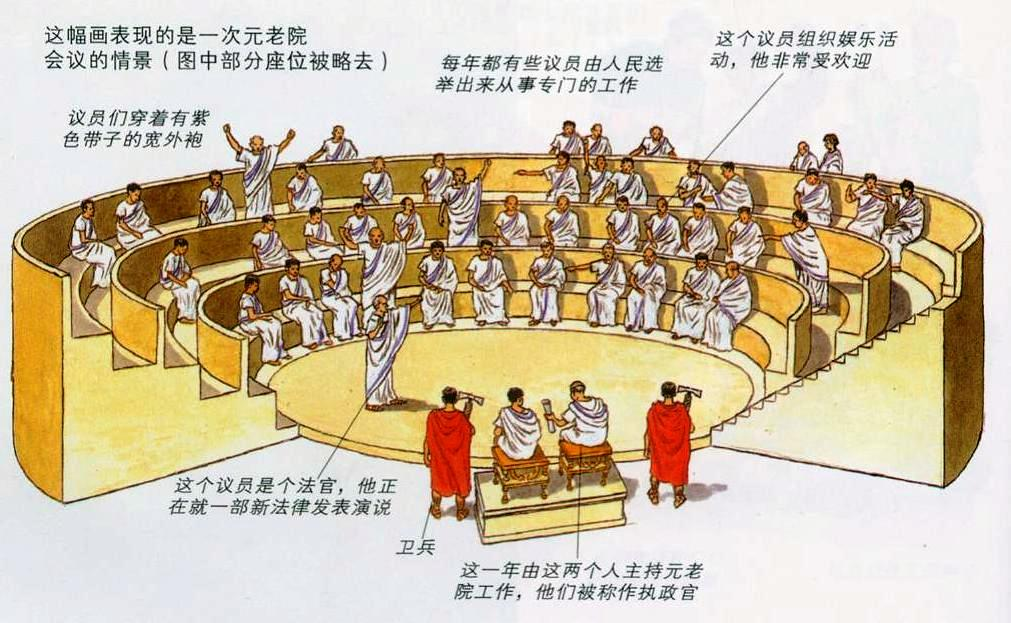 这幅画表现的是一次元老院
会议的情景（图中部分座位被略去）
每年都有些议员由人民选
举出来从事专门的工作
这个议员组织娱乐活
动，他非常受欢迎
议员们穿着有紫
色带子的宽外袍
这个议员是个法官，他正
在就一部新法律发表演说
卫兵
这一年由这两个人主持元老
院工作，他们被称作执政官